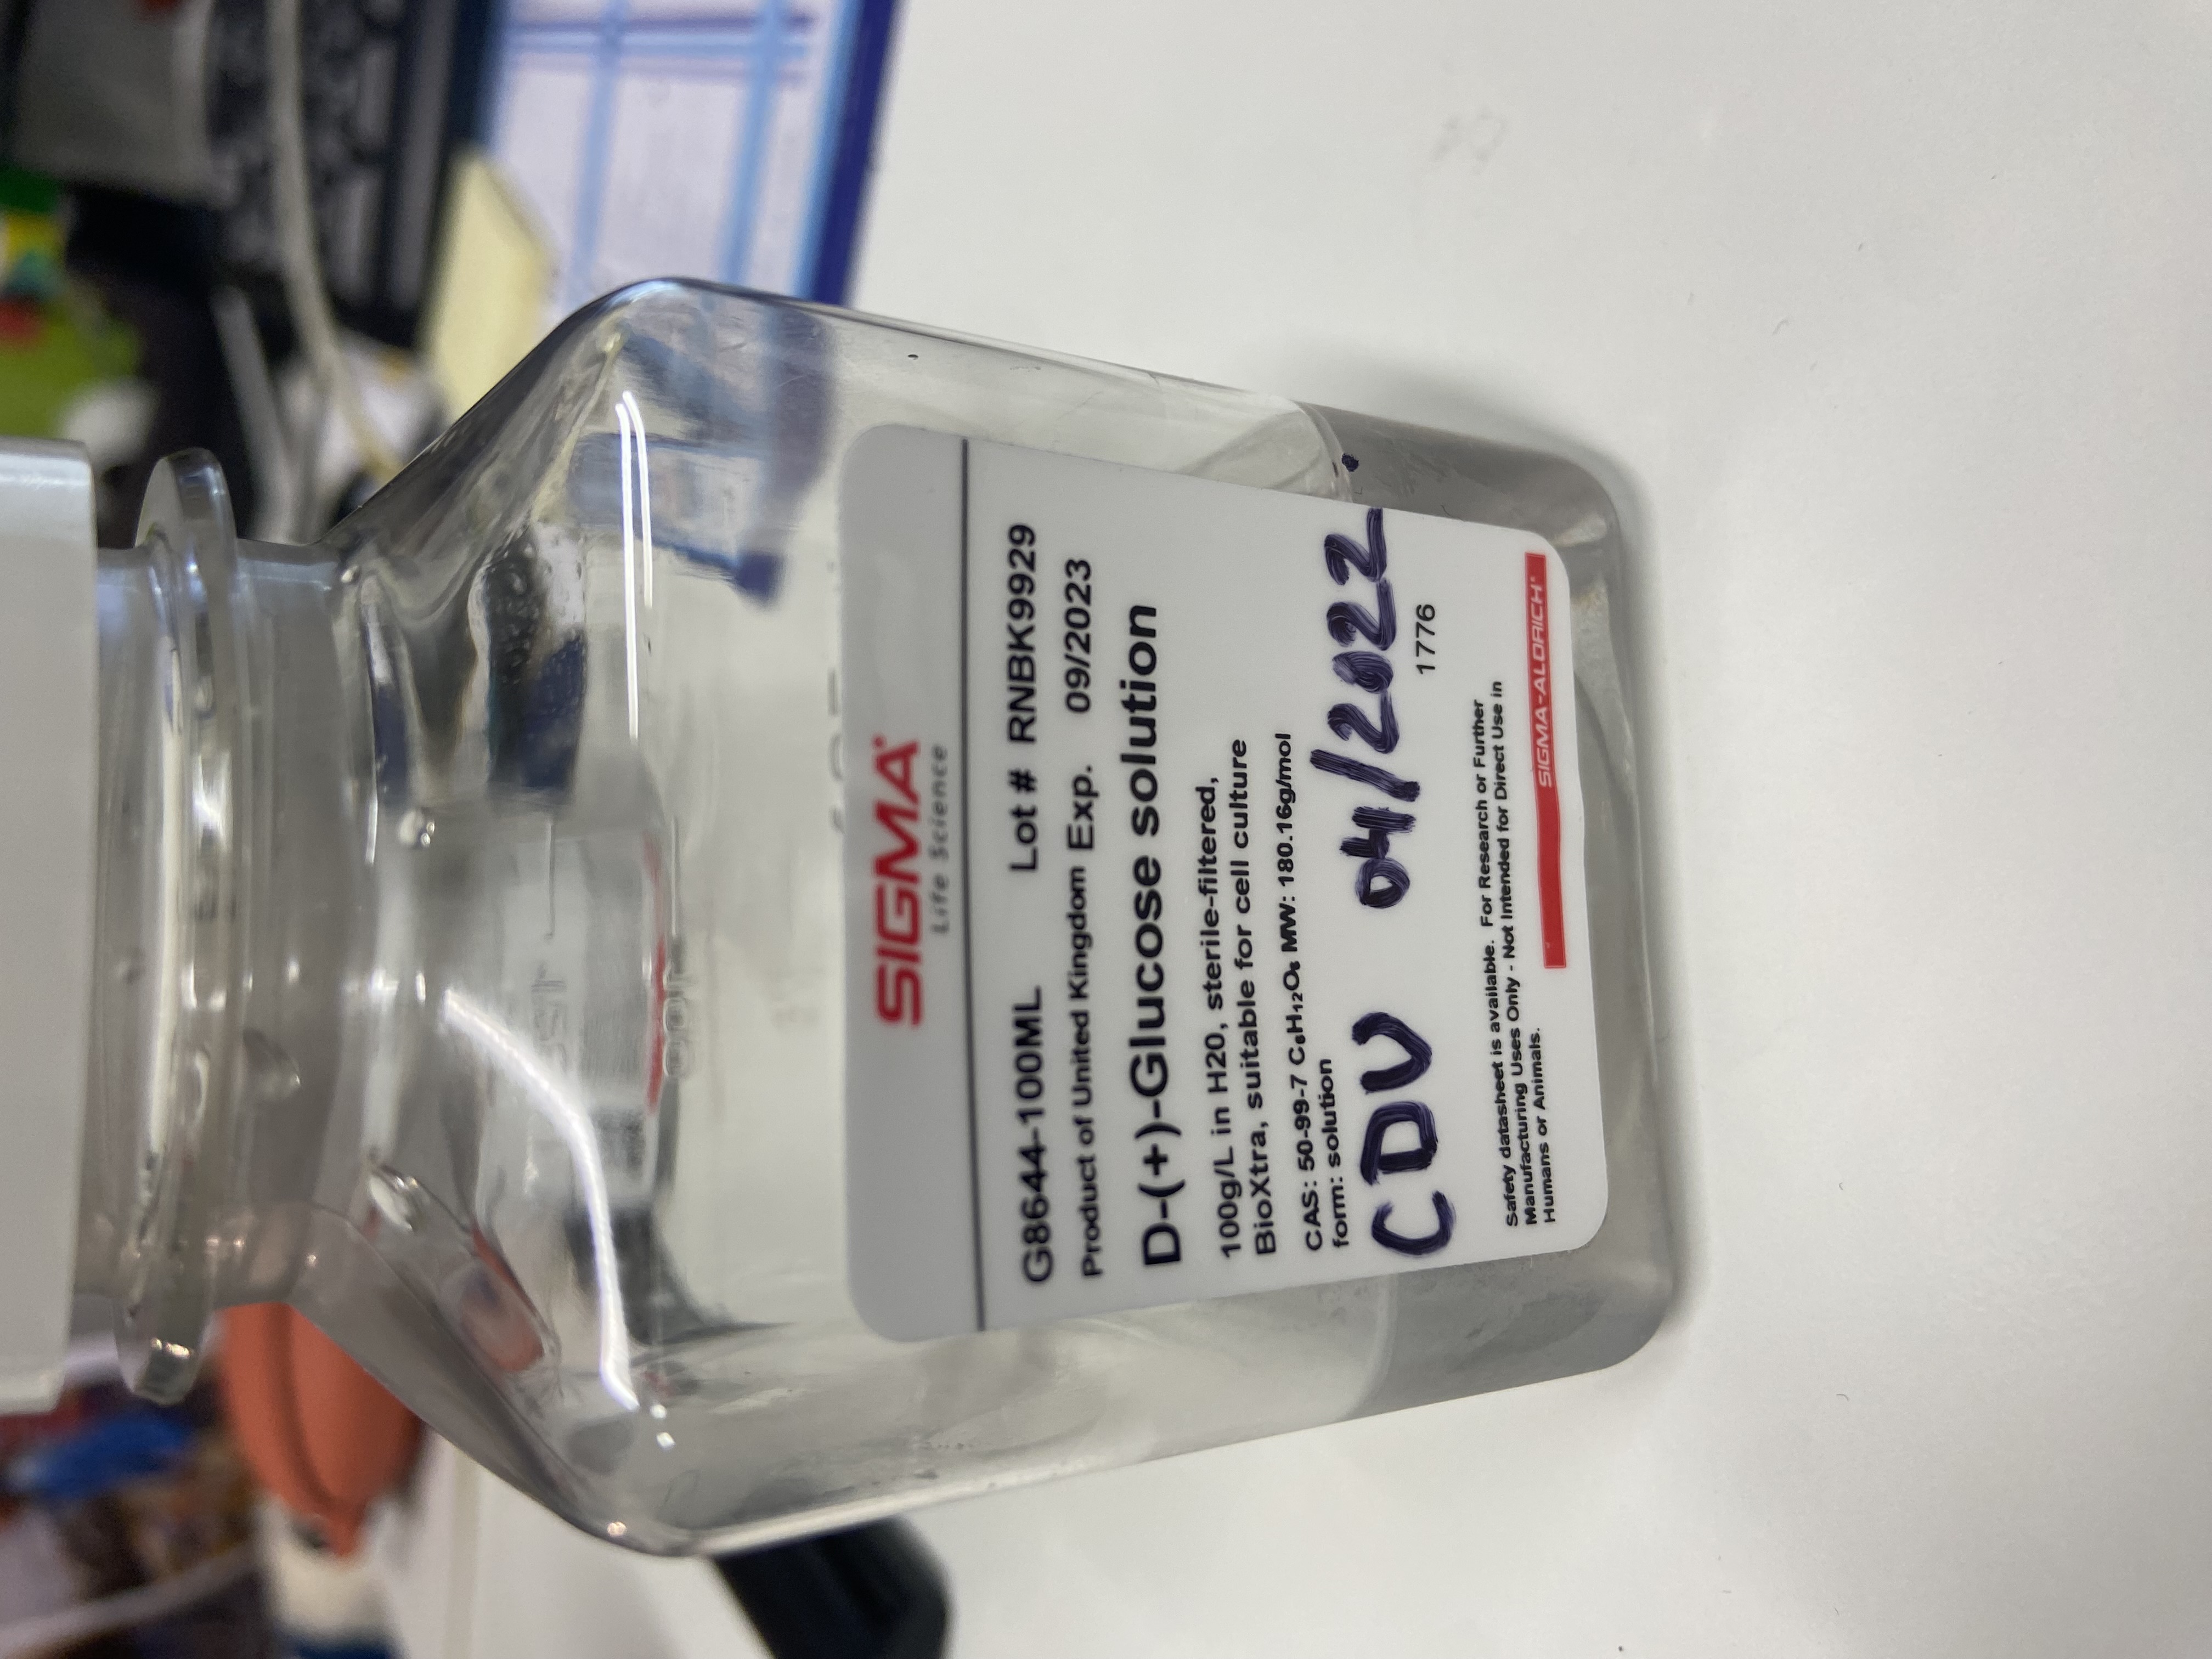 SIGMA®
Life Science
G8644-100ML Lot # RNBK9929
Product of United Kingdom Exp. 09/2023
D-(+)-Glucose solution
100g/L in H20, sterile-filtered,
BioXtra, suitable for cell culture
CAS: 50-99-7 C₆H₁₂O₆ MW: 180.16g/mol
form: solution
CDV 04/2022
1776
Safety datasheet is available. For Research or Further
Manufacturing Uses Only - Not Intended for Direct Use in
Humans or Animals.
SIGMA-ALDRICH®